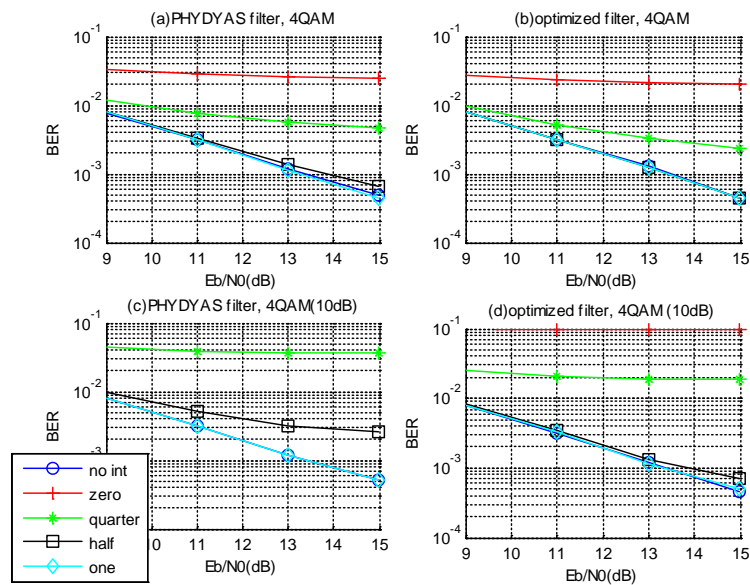 (a)PHYDYAS filter, 4QAM
10^-1
10^-2
10^-3
10^-4
BER
9 10 11 12 13 14 15
Eb/N0(dB)
(b)optimized filter, 4QAM
10^-1
10^-2
10^-3
10^-4
BER
9 10 11 12 13 14 15
Eb/N0(dB)
(c)PHYDYAS filter, 4QAM(10dB)
10^-1
10^-2
BER
11 12 13 14 15
Eb/N0(dB)
(d)optimized filter, 4QAM (10dB)
10^-1
10^-2
10^-3
10^-4
BER
9 10 11 12 13 14 15
Eb/N0(dB)
no int
zero
quarter
half
one